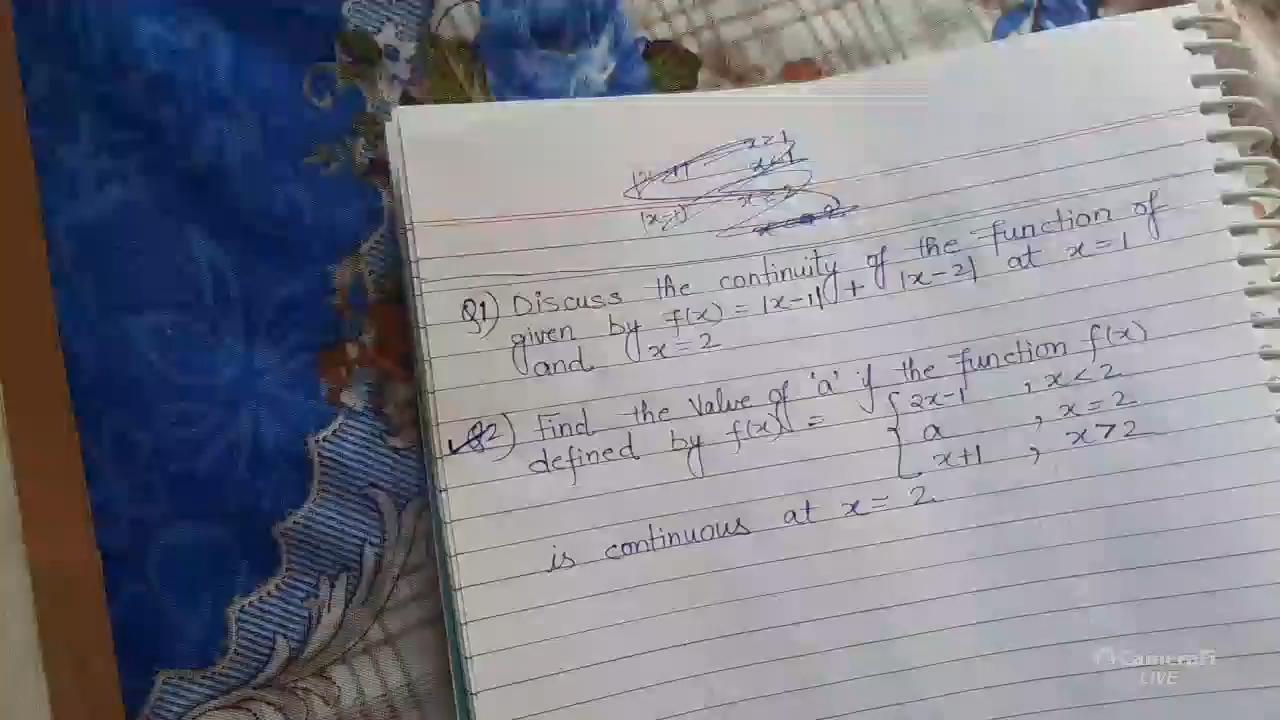 x>1
|x-1|
Q1) Discuss the continuity of the function of
given by f(x) = |x-1| + |x-2| at x=1
and x=2
Q2) Find the value of 'a' if the function f(x)
defined by f(x) = { 2x-1 , x<2
a , x=2
x+1 , x>2
is continuous at x = 2
CameraFi
LIVE